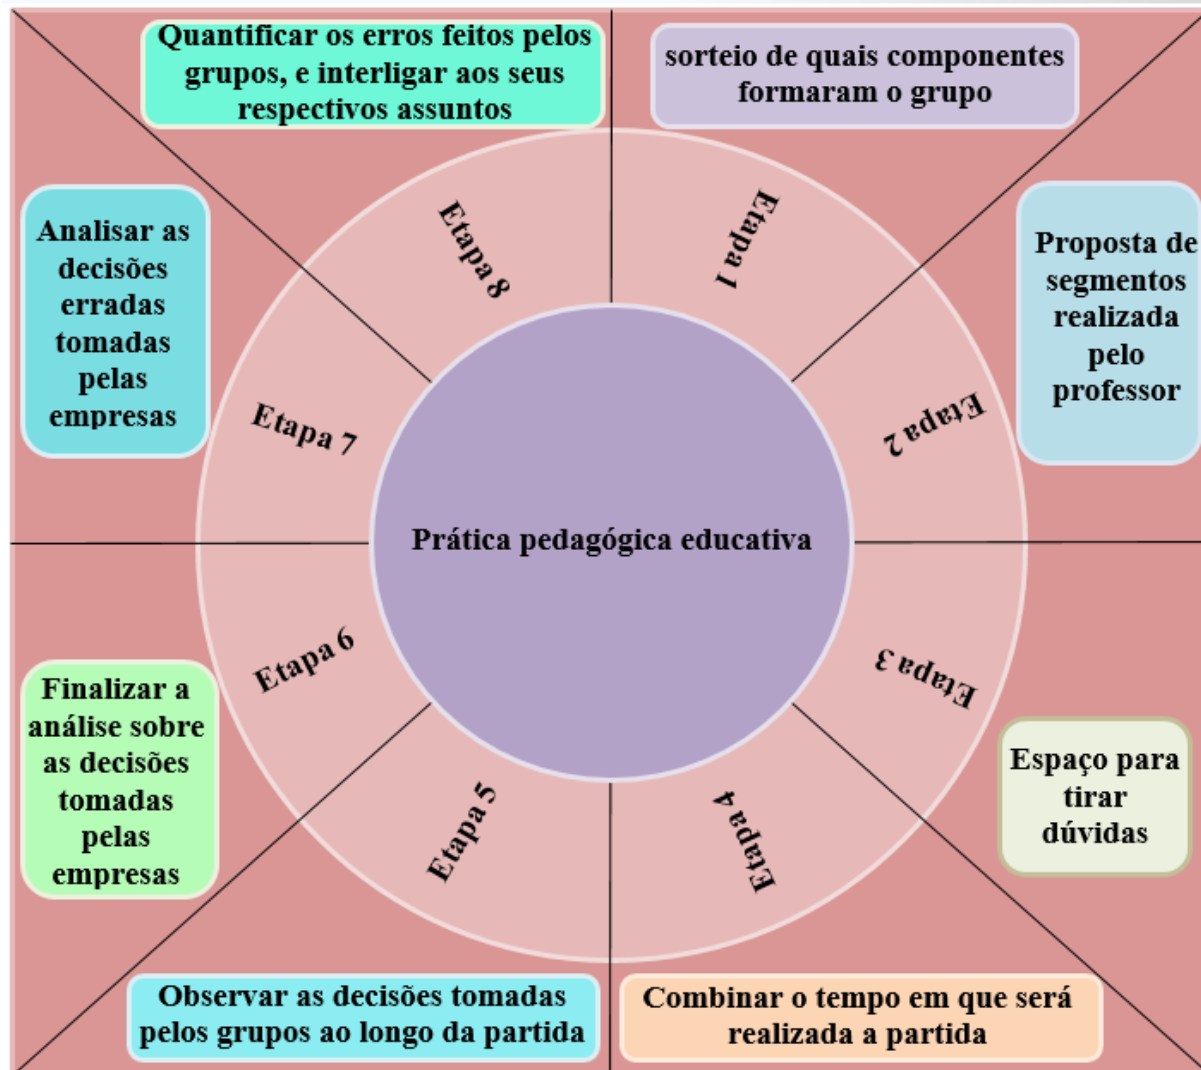 Quantificar os erros feitos pelos
grupos, e interligar aos seus
respectivos assuntos
sorteio de quais componentes
formaram o grupo
Etapa 8
Etapa 1
Analisar as
decisões
erradas
tomadas
pelas
empresas
Proposta de
segmentos
realizada
pelo
professor
Etapa 7
Etapa 2
Prática pedagógica educativa
Etapa 6
Etapa 3
Finalizar a
análise sobre
as decisões
tomadas
pelas
empresas
Espaço para
tirar
dúvidas
Etapa 5
Etapa 4
Observar as decisões tomadas
pelos grupos ao longo da partida
Combinar o tempo em que será
realizada a partida